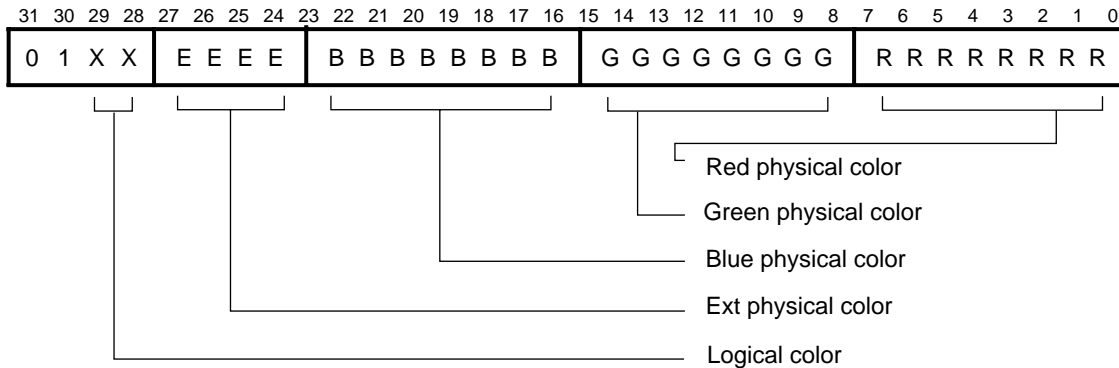 31 30 29 28 27 26 25 24 23 22 21 20 19 18 17 16 15 14 13 12 11 10 9 8 7 6 5 4 3 2 1 0
0 1 X X E E E E B B B B B B B B G G G G G G G G R R R R R R R R
Red physical color
Green physical color
Blue physical color
Ext physical color
Logical color